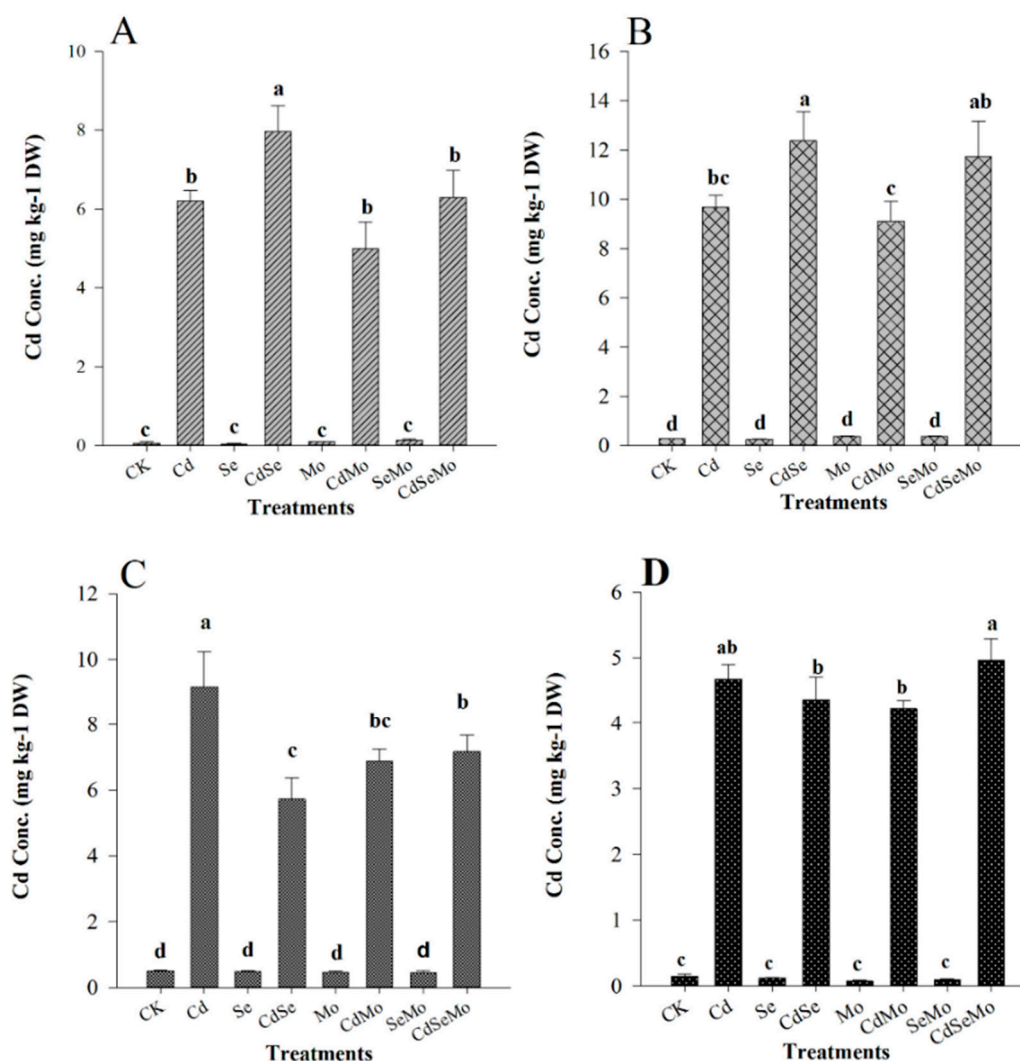 A
Cd Conc. (mg kg-1 DW)
10
8
6
4
2
0
c
b
c
a
c
b
c
b
CK
Cd
Se
CdSe
Mo
CdMo
SeMo
CdSeMo
Treatments
B
Cd Conc. (mg kg-1 DW)
16
14
12
10
8
6
4
2
0
d
bc
d
a
d
c
d
ab
CK
Cd
Se
CdSe
Mo
CdMo
SeMo
CdSeMo
Treatments
C
Cd Conc. (mg kg-1 DW)
12
10
8
6
4
2
0
d
a
d
c
d
bc
d
b
CK
Cd
Se
CdSe
Mo
CdMo
SeMo
CdSeMo
Treatments
D
Cd Conc. (mg kg-1 DW)
6
5
4
3
2
1
0
c
ab
c
b
c
b
c
a
CK
Cd
Se
CdSe
Mo
CdMo
SeMo
CdSeMo
Treatments